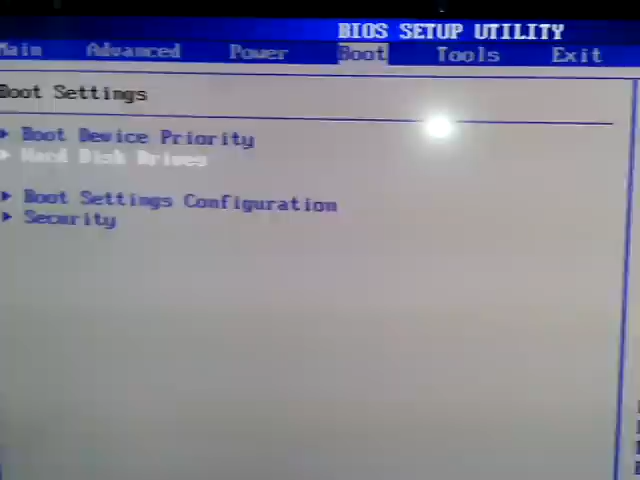 BIOS SETUP UTILITY
Main Advanced Power Boot Tools Exit
Boot Settings
Boot Device Priority
Hard Disk Drives
Boot Settings Configuration
Security